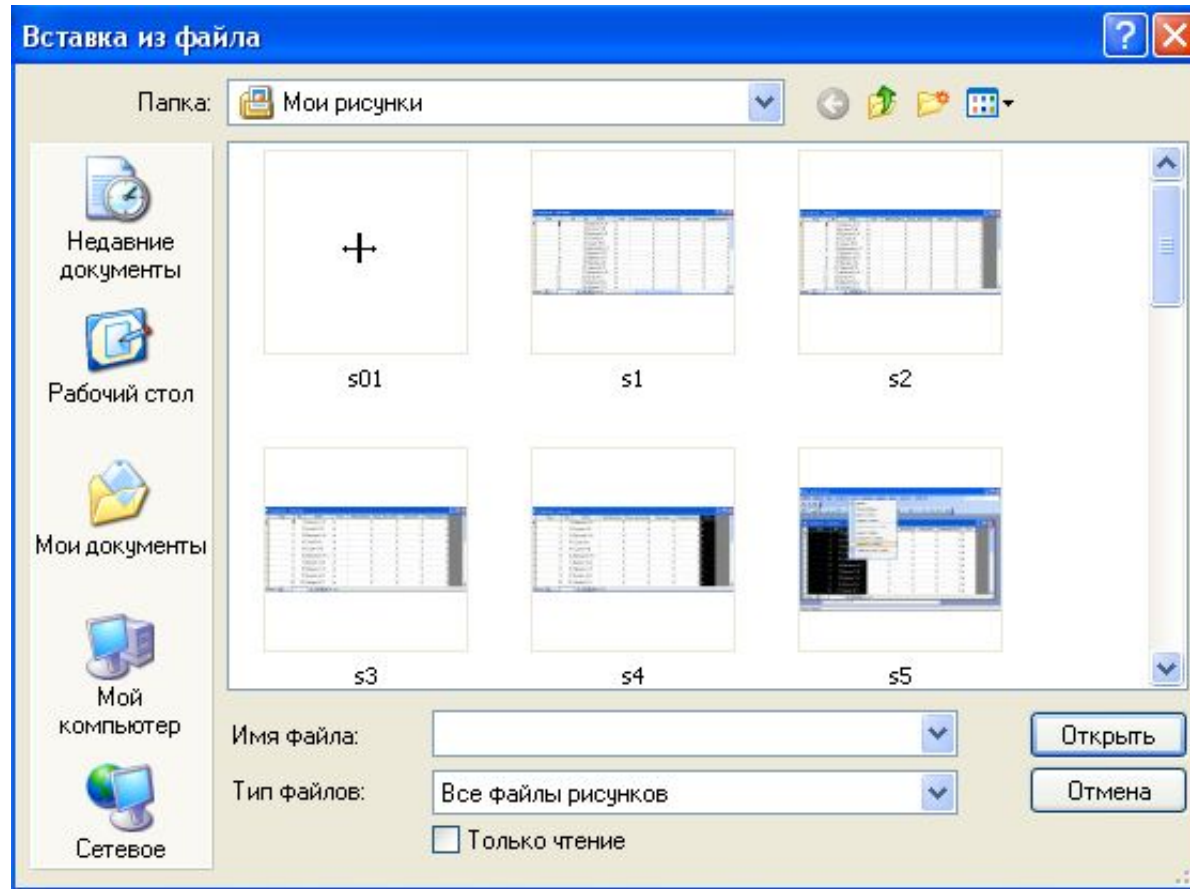 Вставка из файла
Папка:
Мои рисунки
Недавние
документы
Рабочий стол
Мои документы
Мой
компьютер
Сетевое
s01
s1
s2
s3
s4
s5
Имя файла:
Открыть
Тип файлов:
Все файлы рисунков
Отмена
Только чтение